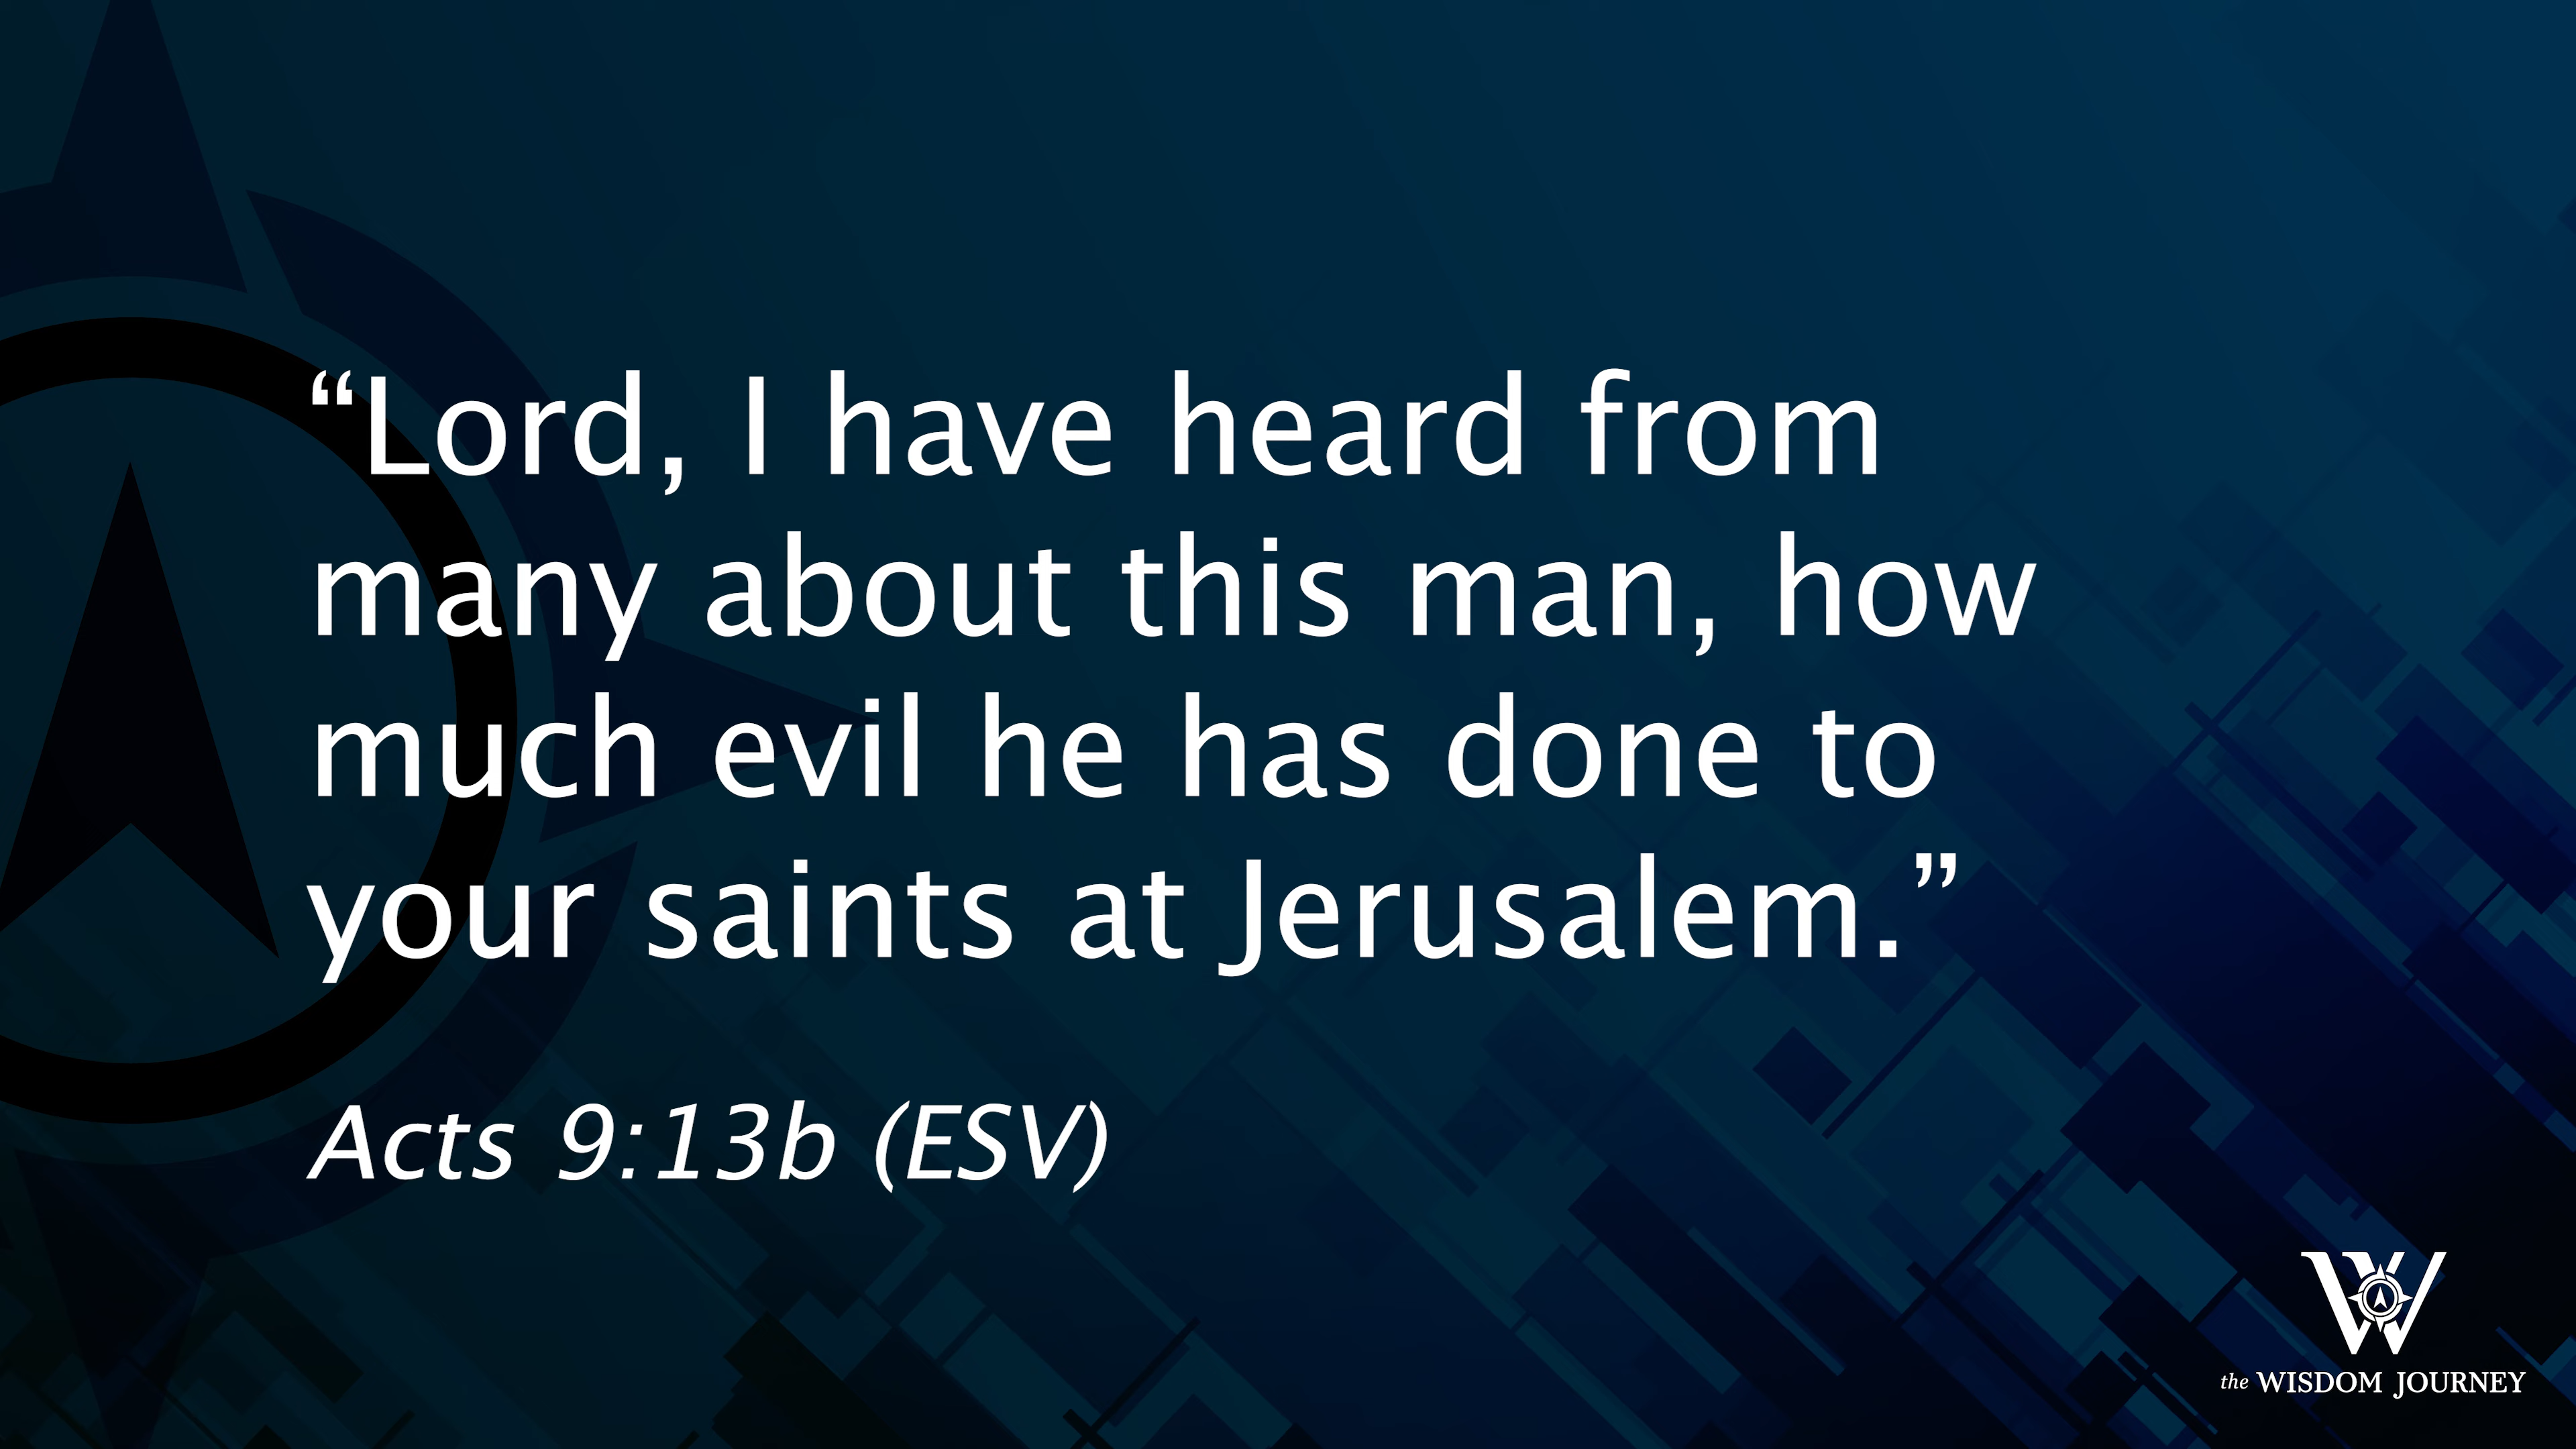 “Lord, I have heard from
many about this man, how
much evil he has done to
your saints at Jerusalem.”
Acts 9:13b (ESV)
W
the WISDOM JOURNEY